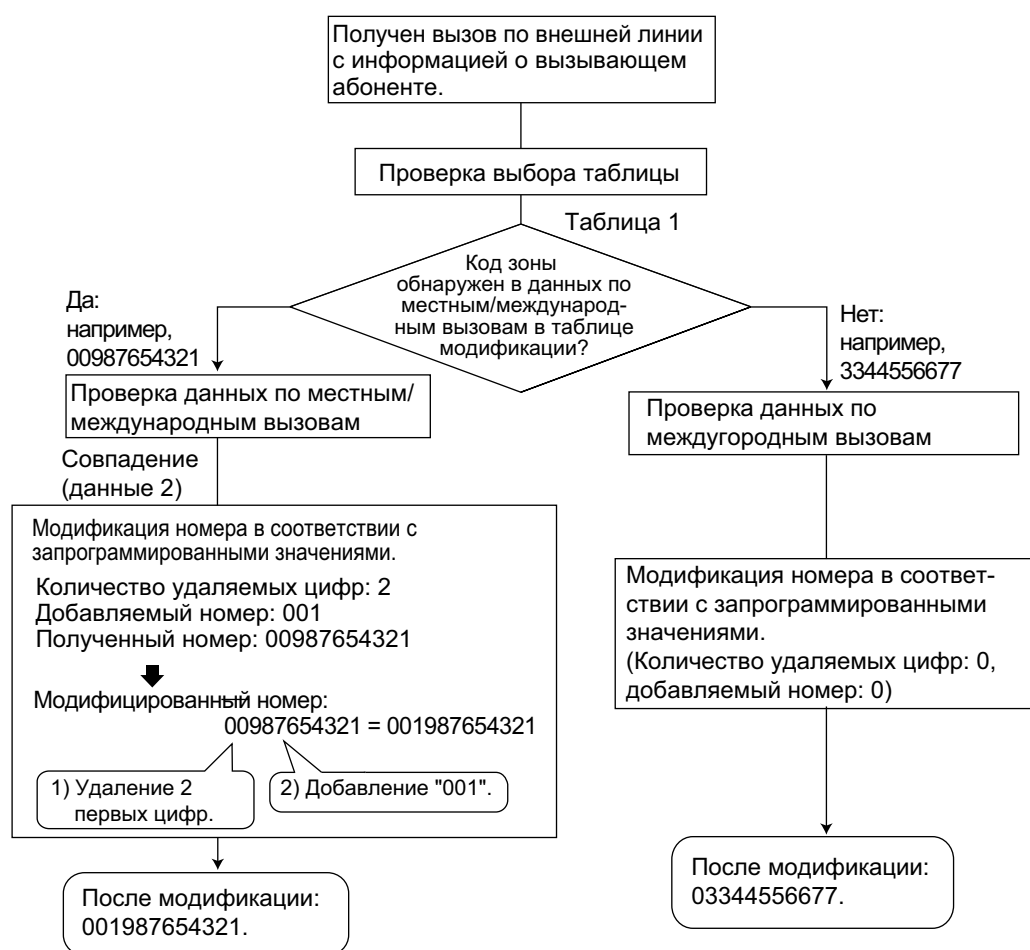 Получен вызов по внешней линии
с информацией о вызывающем
абоненте.
Проверка выбора таблицы
Таблица 1
Код зоны
обнаружен в данных по
местным/международ-
ным вызовам в таблице
модификации?
Да:
например,
00987654321
Нет:
например,
3344556677
Проверка данных по местным/
международным вызовам
Проверка данных по
междугородным вызовам
Совпадение
(данные 2)
Модификация номера в соответствии с
запрограммированными значениями.
Количество удаляемых цифр: 2
Добавляемый номер: 001
Полученный номер: 00987654321
Модифицированный номер:
00987654321 = 001987654321
1) Удаление 2
первых цифр.
2) Добавление "001".
Модификация номера в соответ-
ствии с запрограммированными
значениями.
(Количество удаляемых цифр: 0,
добавляемый номер: 0)
После модификации:
001987654321.
После модификации:
03344556677.